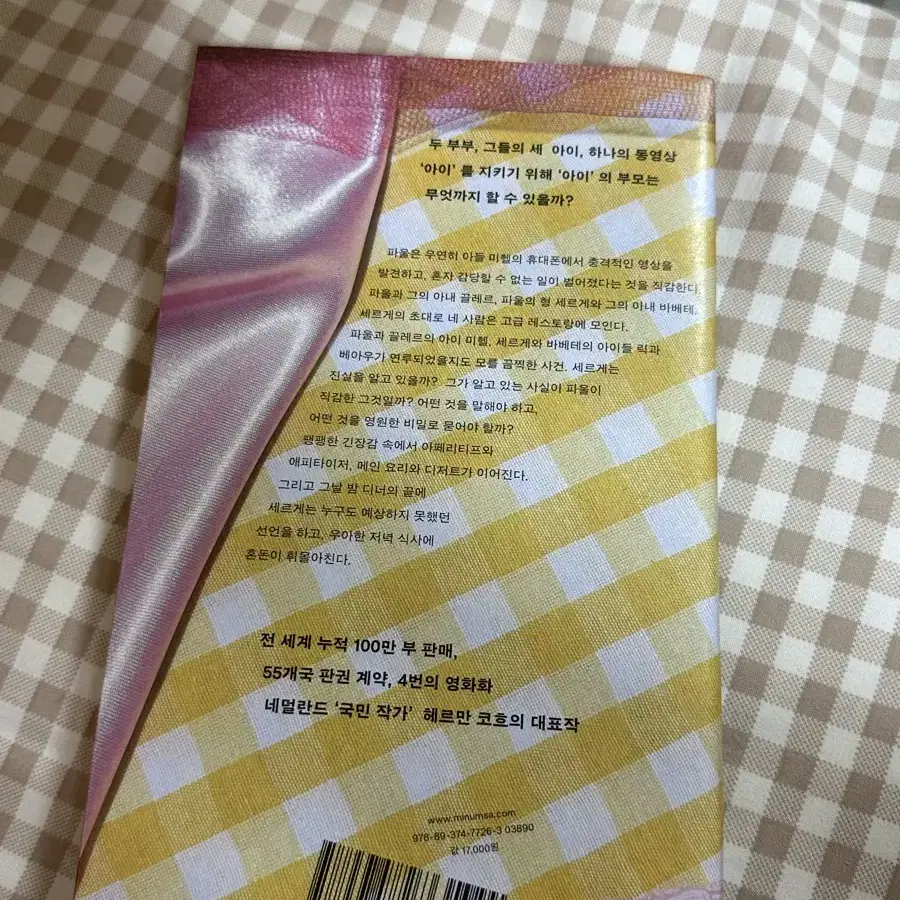 두 부부, 그들의 세 아이, 하나의 동영상
‘아이’ 를 지키기 위해 ‘아이’ 의 부모는
무엇까지 할 수 있을까?
파울은 우연히 아들 미헬의 휴대폰에서 충격적인 영상을
발견하고, 혼자 감당할 수 없는 일이 벌어졌다는 것을 직감한다.
파울과 그의 아내 끌레르, 파울의 형 세르게와 그의 아내 바베테.
세르게의 초대로 네 사람은 고급 레스토랑에 모인다.
파울과 끌레르의 아이 미헬, 세르게와 바베테의 아이들 릭과
베아우가 연루되었을지도 모를 끔찍한 사건. 세르게는
진실을 알고 있을까? 그가 알고 있는 사실이 파울이
직감한 그것일까? 어떤 것을 말해야 하고,
어떤 것을 영원한 비밀로 묻어야 할까?
팽팽한 긴장감 속에서 아페리티프와
애피타이저, 메인 요리와 디저트가 이어진다.
그리고 그날 밤 디너의 끝에
세르게는 누구도 예상하지 못했던
선언을 하고, 우아한 저녁 식사에
혼돈이 휘몰아친다.
전 세계 누적 100만 부 판매,
55개국 판권 계약, 4번의 영화화
네덜란드 ‘국민 작가’ 헤르만 코흐의 대표작
www.minumsa.com
978-89-374-7726-3 03890
값 17,000원